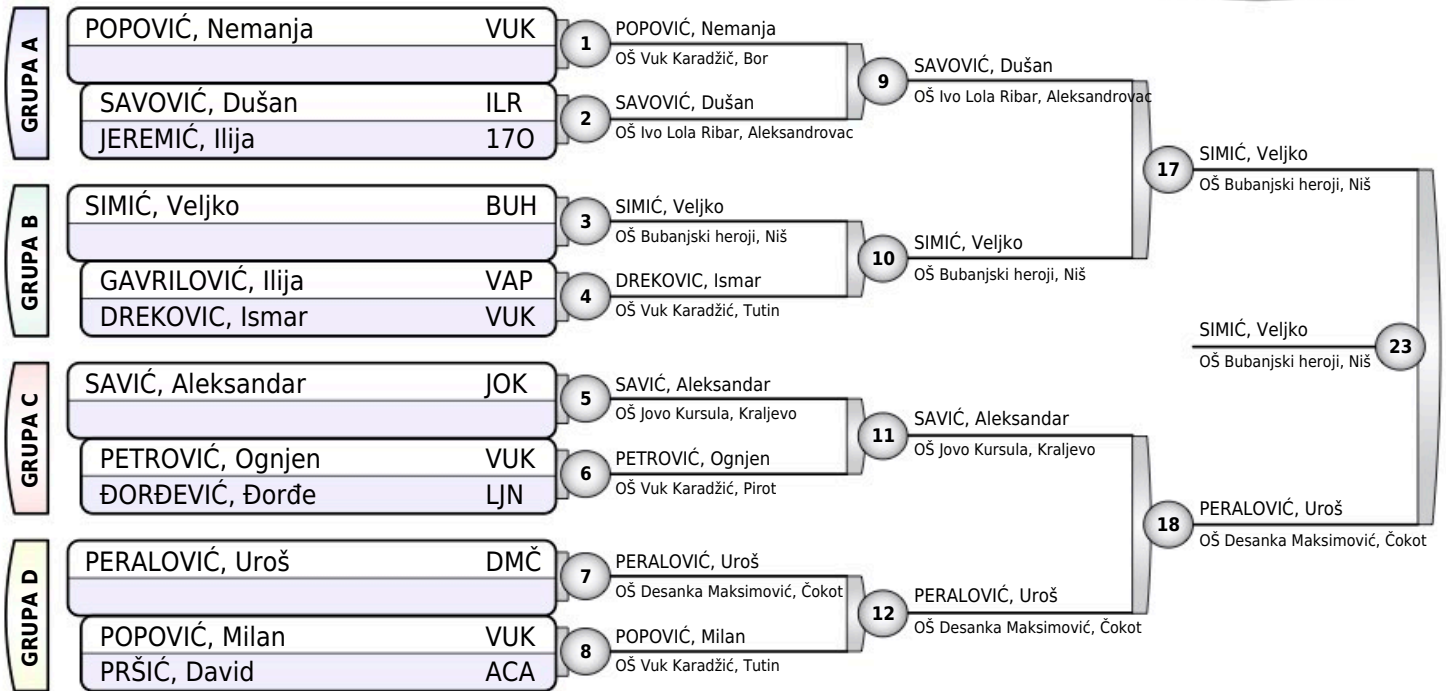 GRUPA A
POPOVIĆ, Nemanja VUK
SAVOVIĆ, Dušan ILR
JEREMIĆ, Ilija 17O
1
POPOVIĆ, Nemanja
OŠ Vuk Karadžič, Bor
2
SAVOVIĆ, Dušan
OŠ Ivo Lola Ribar, Aleksandrovac
9
SAVOVIĆ, Dušan
OŠ Ivo Lola Ribar, Aleksandrovac
GRUPA B
SIMIĆ, Veljko BUH
GAVRILOVIĆ, Ilija VAP
DREKOVIC, Ismar VUK
3
SIMIĆ, Veljko
OŠ Bubanjski heroji, Niš
4
DREKOVIC, Ismar
OŠ Vuk Karadžić, Tutin
10
SIMIĆ, Veljko
OŠ Bubanjski heroji, Niš
17
SIMIĆ, Veljko
OŠ Bubanjski heroji, Niš
GRUPA C
SAVIĆ, Aleksandar JOK
PETROVIĆ, Ognjen VUK
ĐORĐEVIĆ, Đorđe LJN
5
SAVIĆ, Aleksandar
OŠ Jovo Kursula, Kraljevo
6
PETROVIĆ, Ognjen
OŠ Vuk Karadžić, Pirot
11
SAVIĆ, Aleksandar
OŠ Jovo Kursula, Kraljevo
GRUPA D
PERALOVIĆ, Uroš DMČ
POPOVIĆ, Milan VUK
PRŠIĆ, David ACA
7
PERALOVIĆ, Uroš
OŠ Desanka Maksimović, Čokot
8
POPOVIĆ, Milan
OŠ Vuk Karadžić, Tutin
12
PERALOVIĆ, Uroš
OŠ Desanka Maksimović, Čokot
18
PERALOVIĆ, Uroš
OŠ Desanka Maksimović, Čokot
SIMIĆ, Veljko
OŠ Bubanjski heroji, Niš
23